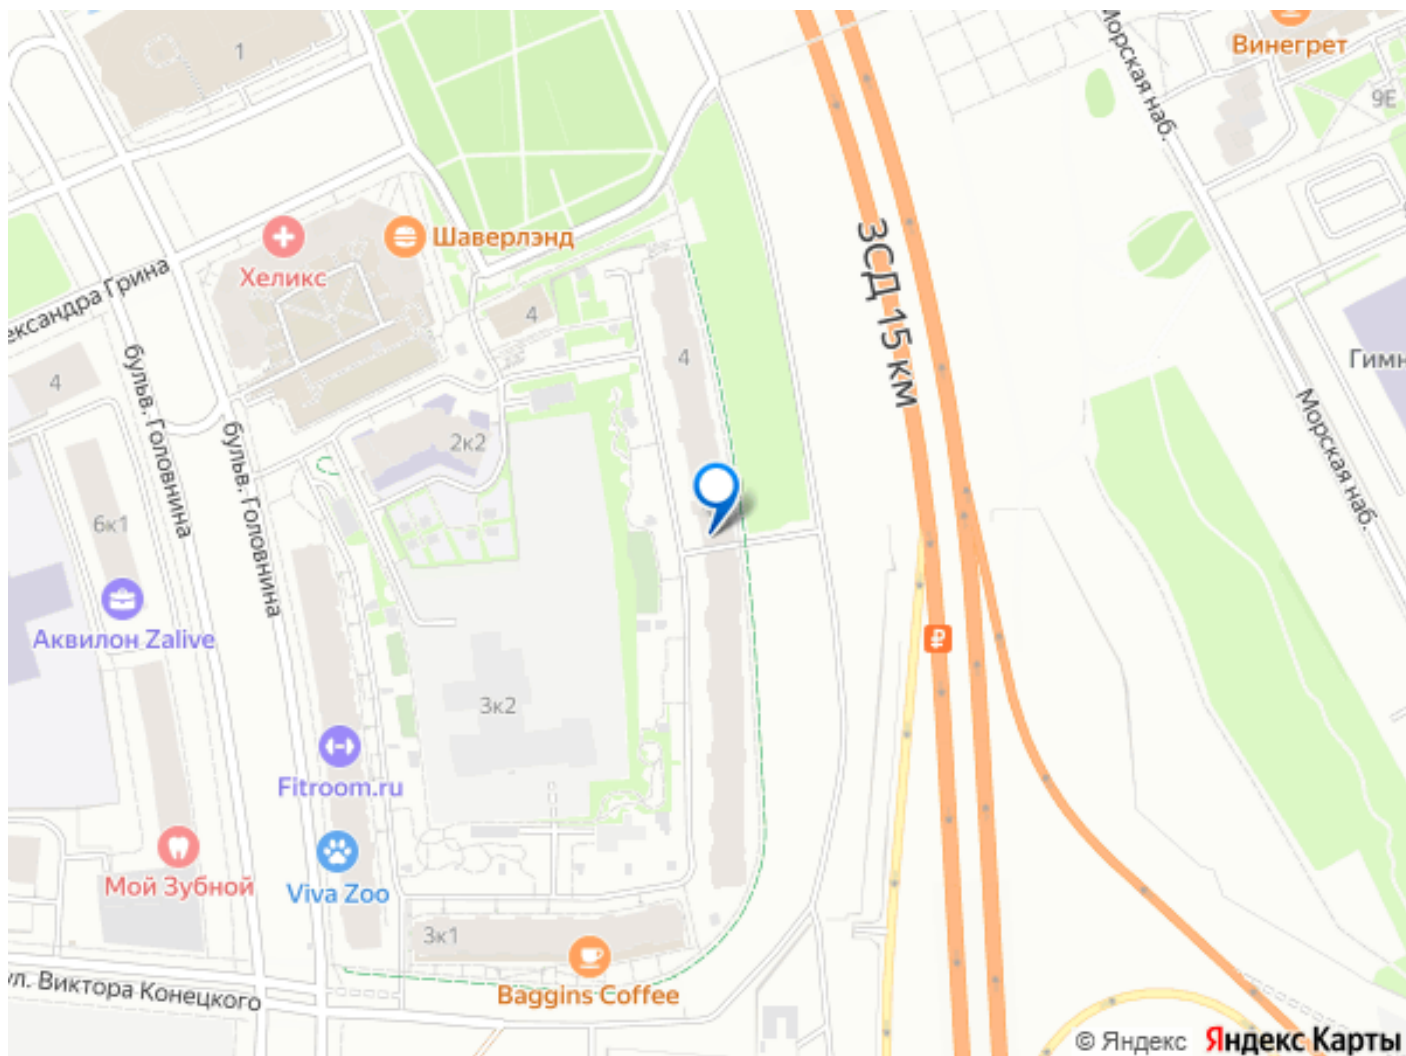 Морская наб.
Винегрет
1
9Е
Шаверлэнд
Хеликс
ександра Грина
ЗСД 15 км
4
4
4
Гимн
бульв. Головнина
бульв. Головнина
Морская наб.
2к2
6к1
Аквилон Zalive
₽
3к2
Fitroom.ru
Мой Зубной
Viva Zoo
3к1
ул. Виктора Конецкого
Baggins Coffee
© Яндекс Яндекс Карты